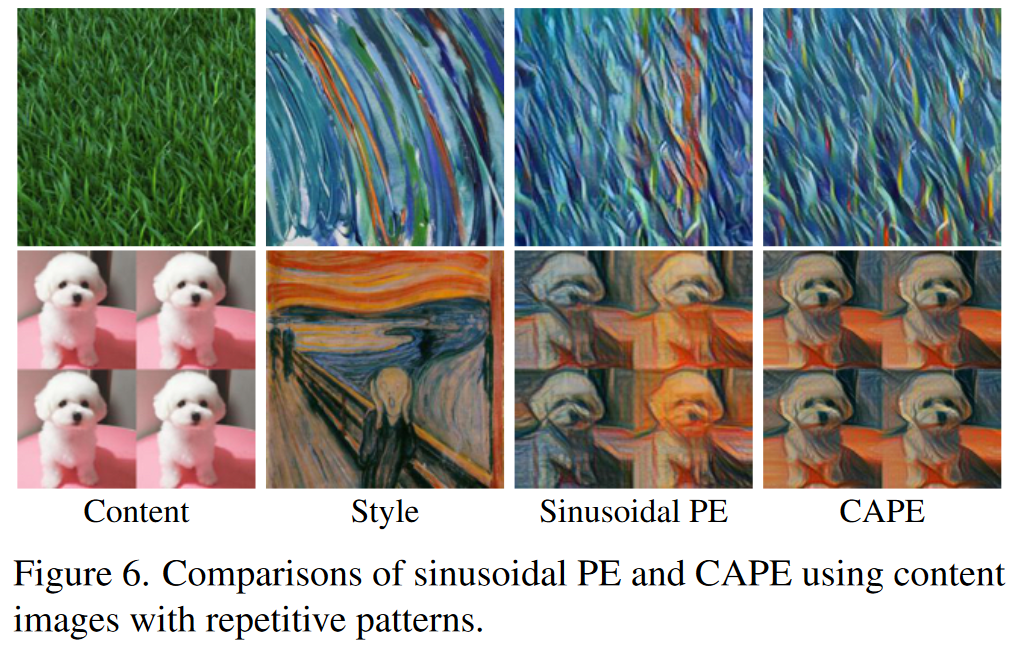 Content Style Sinusoidal PE CAPE
Figure 6. Comparisons of sinusoidal PE and CAPE using content
images with repetitive patterns.